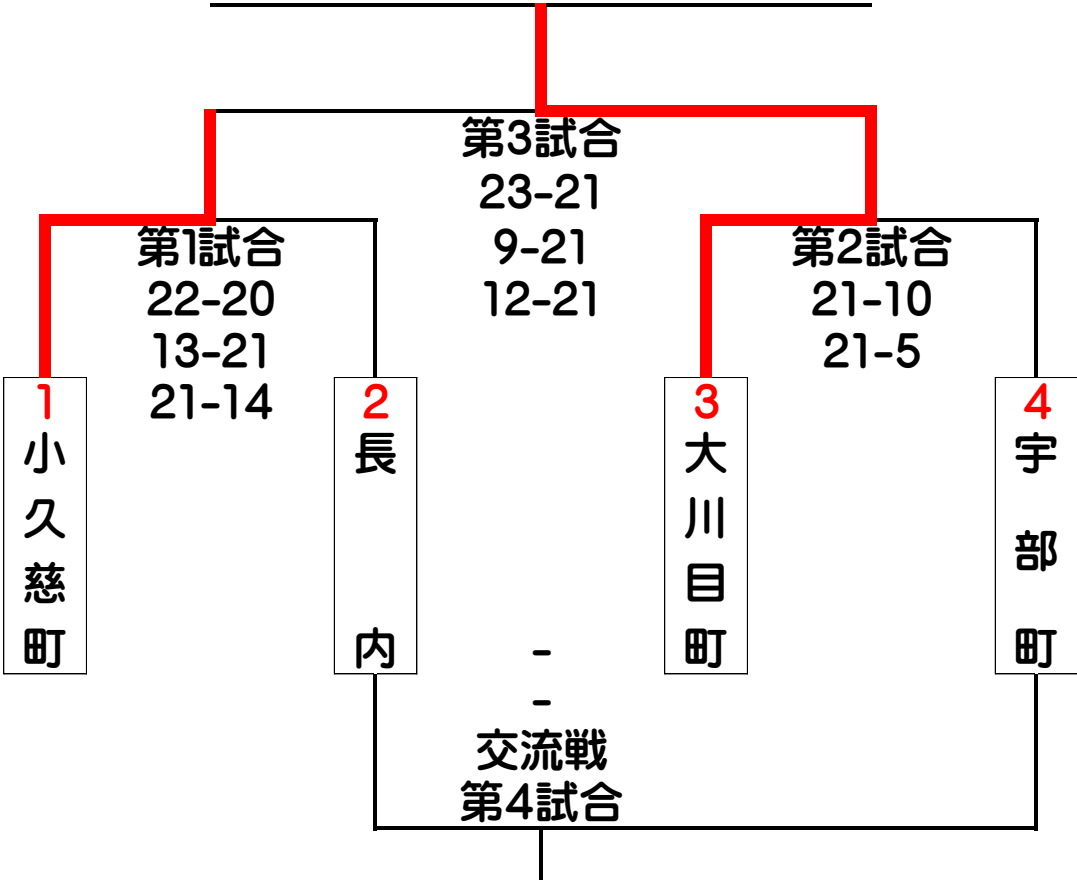 第3試合
23-21
9-21
12-21
第1試合
22-20
13-21
21-14
第2試合
21-10
21-5
1
小久慈町
2
長内
3
大川目町
4
宇部町
-
-
交流戦
第4試合